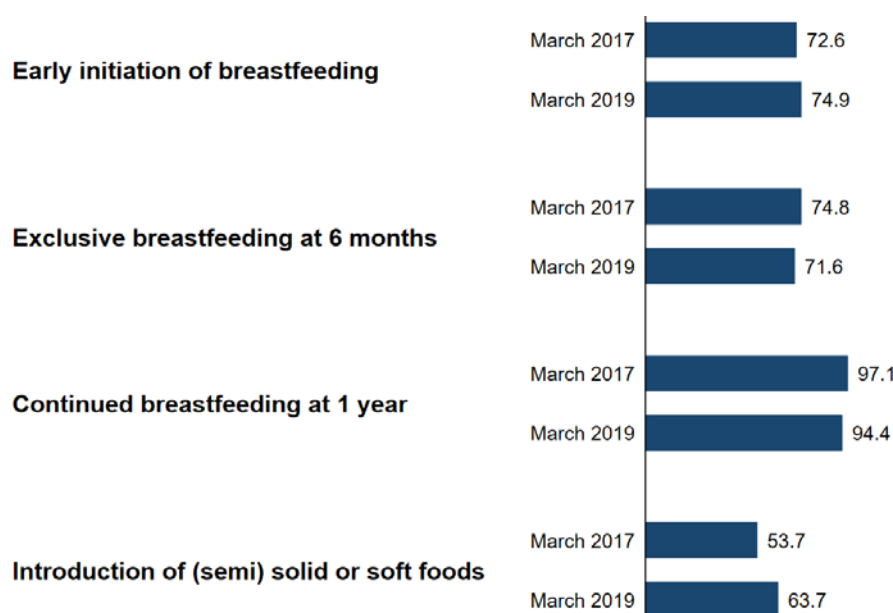 March 2017 72.6
Early initiation of breastfeeding
March 2019 74.9
March 2017 74.8
Exclusive breastfeeding at 6 months
March 2019 71.6
March 2017 97.1
Continued breastfeeding at 1 year
March 2019 94.4
March 2017 53.7
Introduction of (semi) solid or soft foods
March 2019 63.7